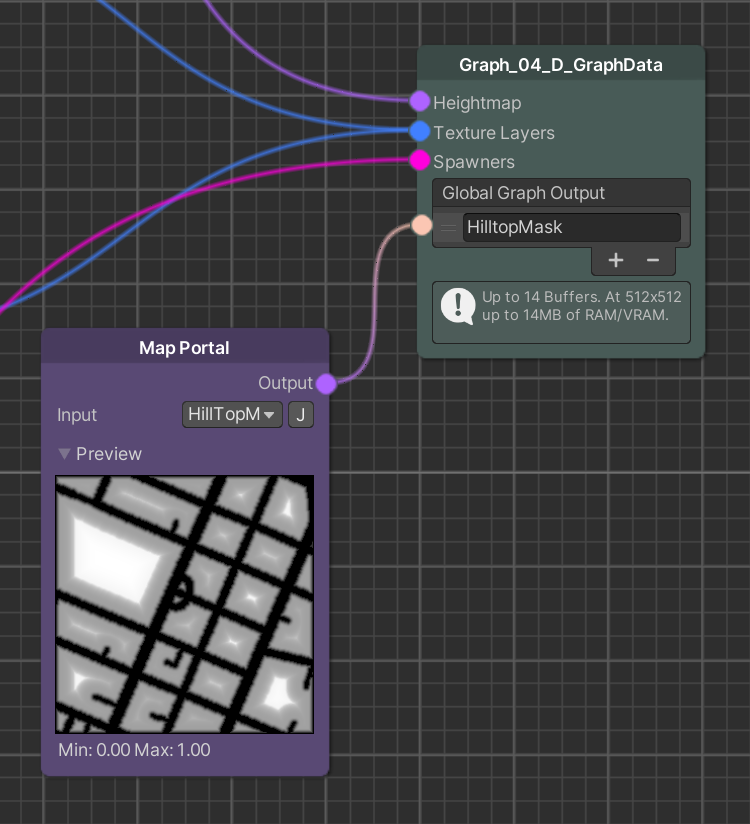 Graph_04_D_GraphData
Heightmap
Texture Layers
Spawners
Global Graph Output
HilltopMask
+ −
Up to 14 Buffers. At 512x512
up to 14MB of RAM/VRAM.
Map Portal
Output
Input HillTopM J
Preview
Min: 0.00 Max: 1.00